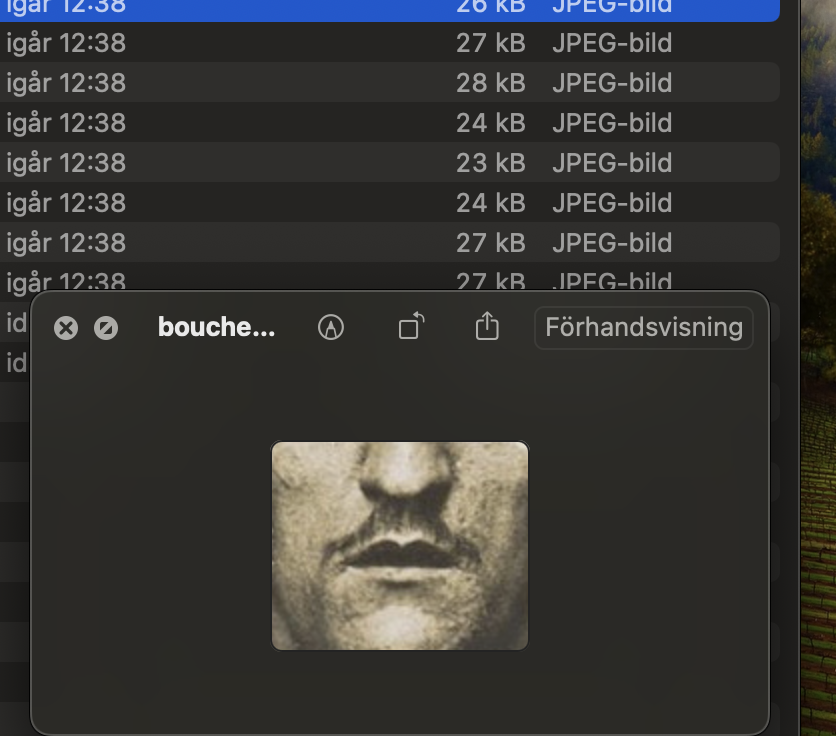 igår 12:38 26 kB JPEG-bild
igår 12:38 27 kB JPEG-bild
igår 12:38 28 kB JPEG-bild
igår 12:38 24 kB JPEG-bild
igår 12:38 23 kB JPEG-bild
igår 12:38 24 kB JPEG-bild
igår 12:38 27 kB JPEG-bild
igår 12:38 27 kB JPEG-bild
id
bouche... Förhandsvisning
id